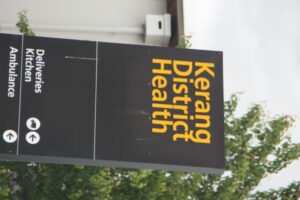 Kerang
District
Health
Deliveries
Kitchen
Ambulance